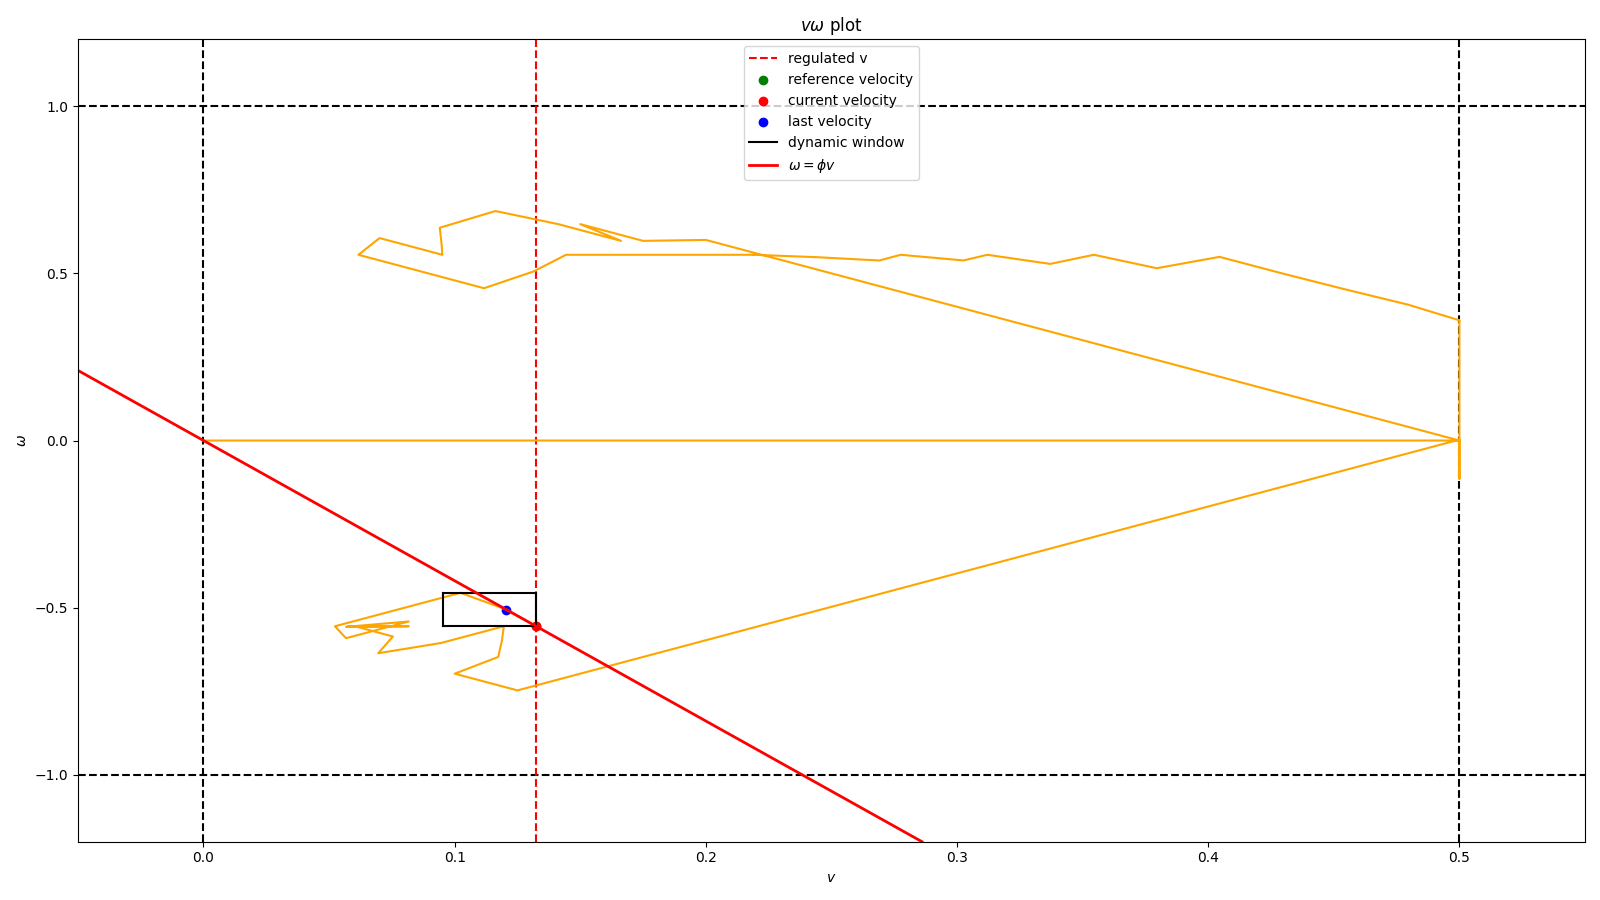 vω plot
regulated v
reference velocity
current velocity
last velocity
dynamic window
ω = ϕv
1.0
0.5
0.0
−0.5
−1.0
ω
0.0 0.1 0.2 0.3 0.4 0.5
v